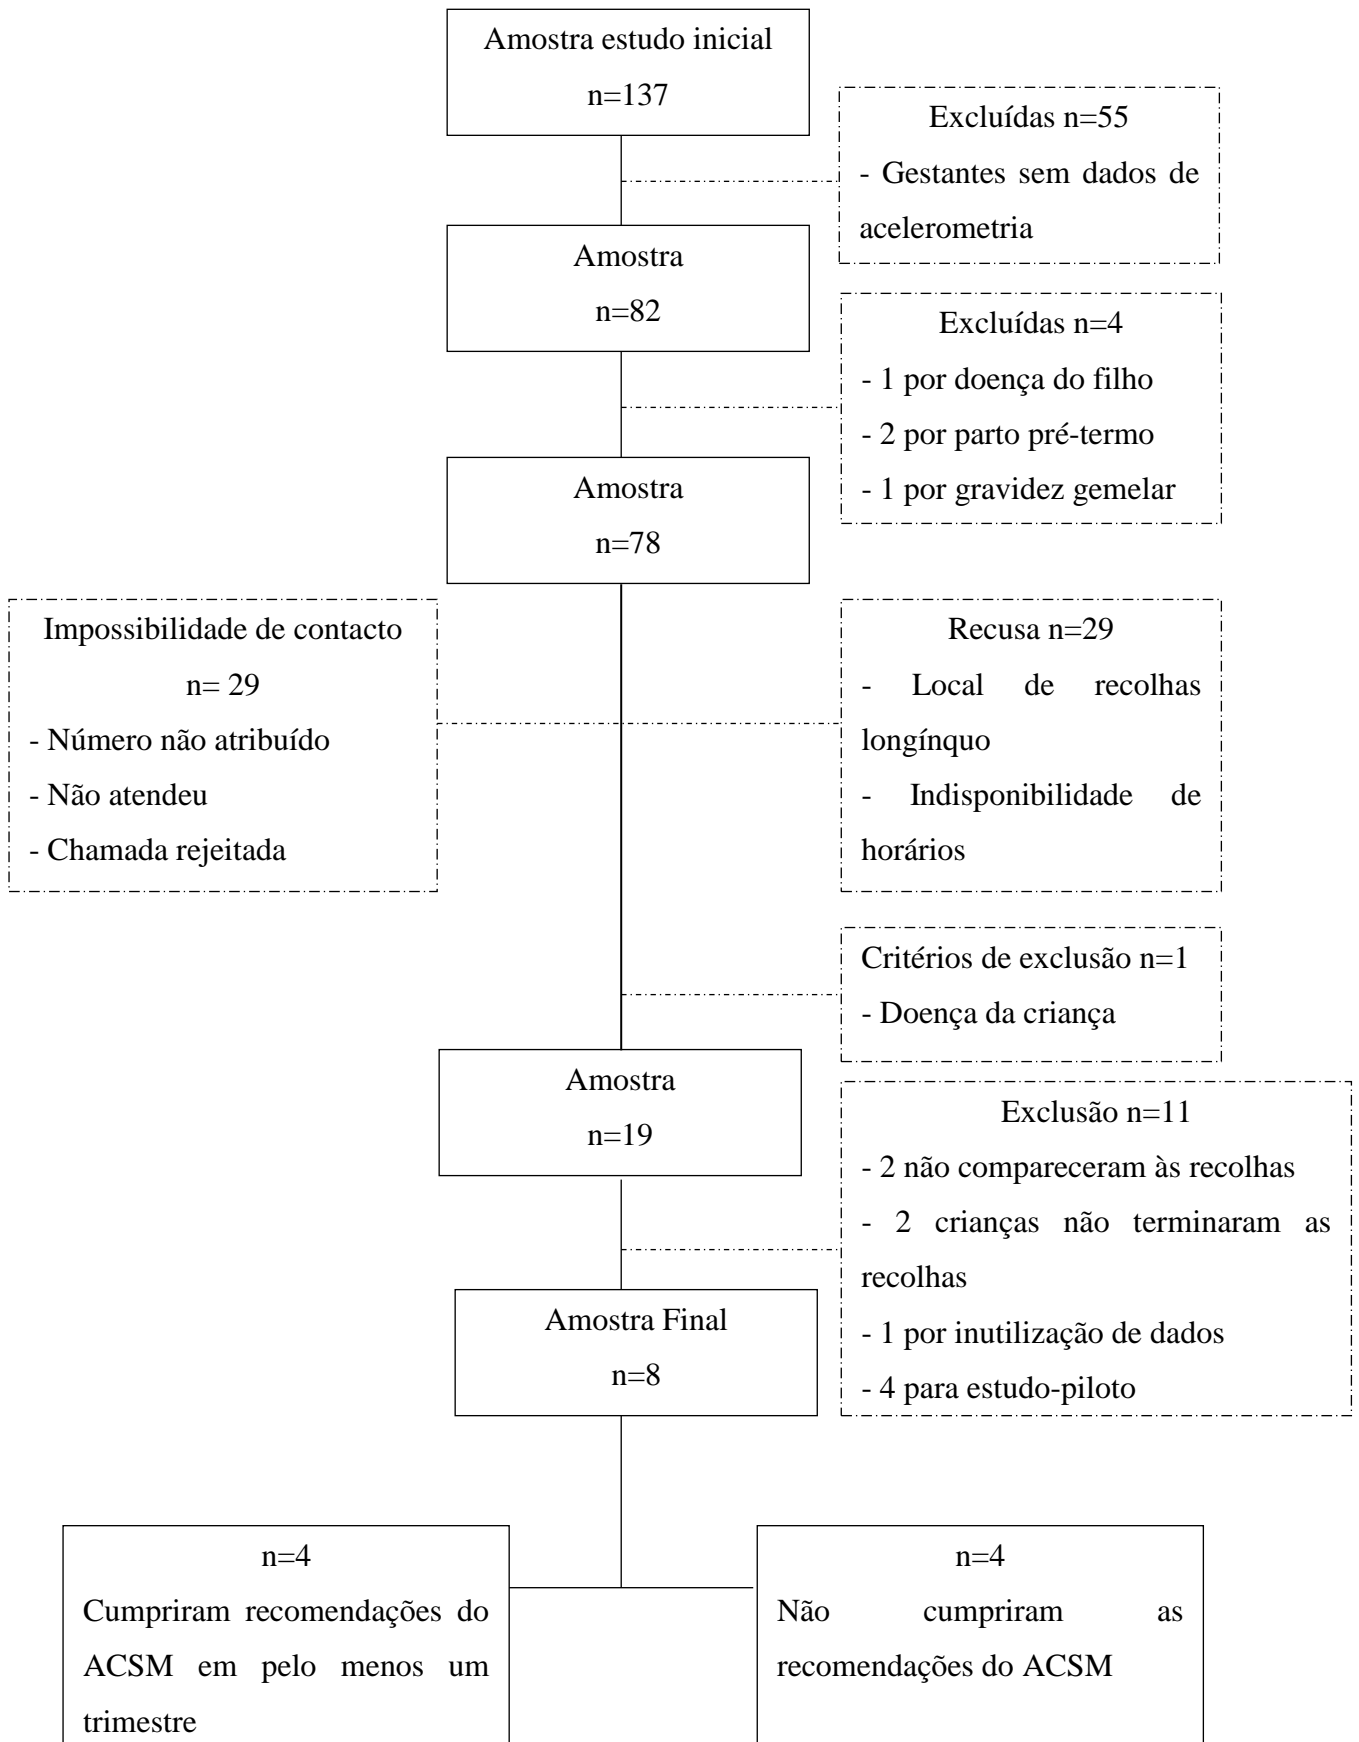 Amostra estudo inicial
n=137
Excluídas n=55
- Gestantes sem dados de
acelerometria
Amostra
n=82
Excluídas n=4
- 1 por doença do filho
- 2 por parto pré-termo
- 1 por gravidez gemelar
Amostra
n=78
Impossibilidade de contacto
n= 29
- Número não atribuído
- Não atendeu
- Chamada rejeitada
Recusa n=29
- Local de recolhas
longínquo
- Indisponibilidade de
horários
Critérios de exclusão n=1
- Doença da criança
Amostra
n=19
Exclusão n=11
- 2 não compareceram às recolhas
- 2 crianças não terminaram as
recolhas
- 1 por inutilização de dados
- 4 para estudo-piloto
Amostra Final
n=8
n=4
Cumpriram recomendações do
ACSM em pelo menos um
trimestre
n=4
Não cumpriram as
recomendações do ACSM